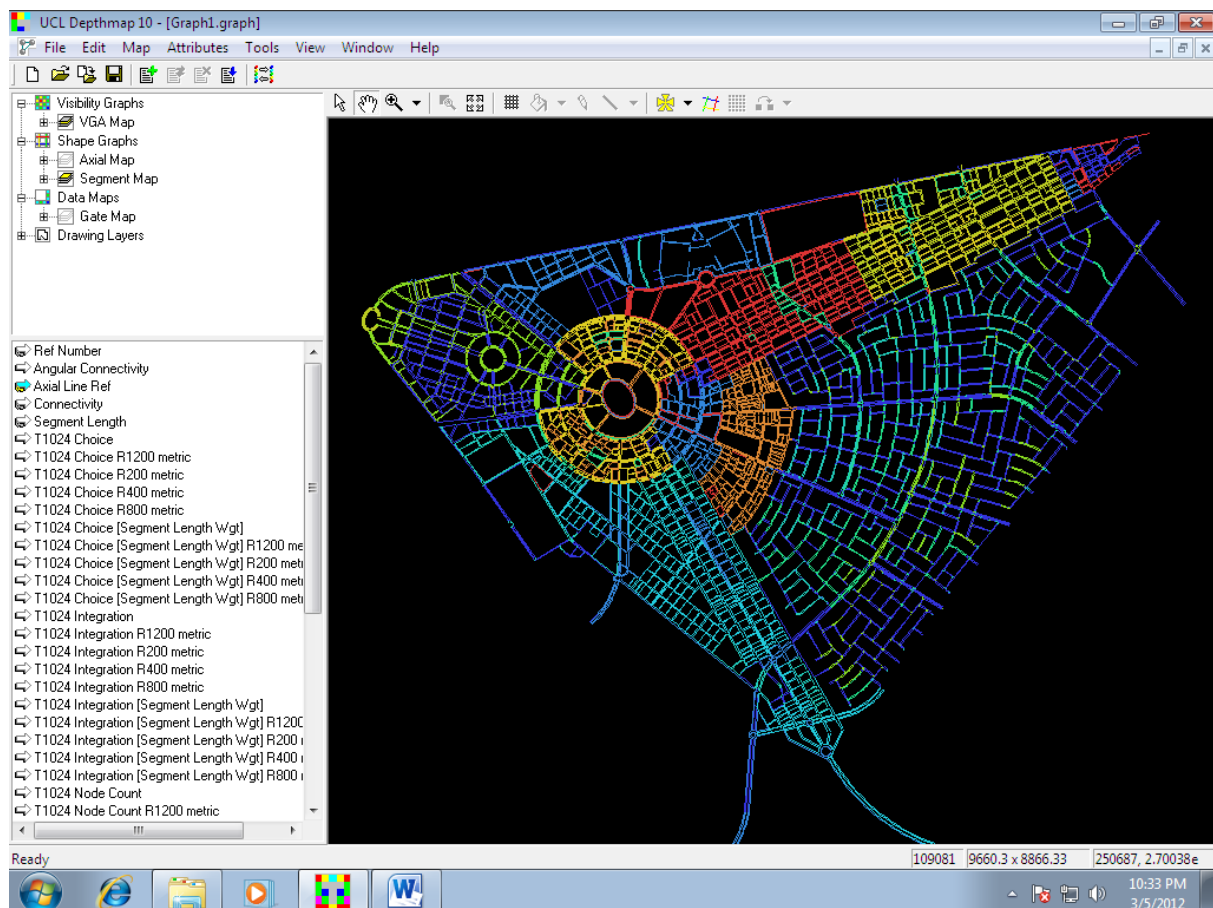 UCL Depthmap 10 - [Graph1.graph]
File Edit Map Attributes Tools View Window Help
Visibility Graphs
VGA Map
Shape Graphs
Axial Map
Segment Map
Data Maps
Gate Map
Drawing Layers
Ref Number
Angular Connectivity
Axial Line Ref
Connectivity
Segment Length
T1024 Choice
T1024 Choice R1200 metric
T1024 Choice R200 metric
T1024 Choice R400 metric
T1024 Choice R800 metric
T1024 Choice [Segment Length Wgt]
T1024 Choice [Segment Length Wgt] R1200 me
T1024 Choice [Segment Length Wgt] R200 met
T1024 Choice [Segment Length Wgt] R400 met
T1024 Choice [Segment Length Wgt] R800 met
T1024 Integration
T1024 Integration R1200 metric
T1024 Integration R200 metric
T1024 Integration R400 metric
T1024 Integration R800 metric
T1024 Integration [Segment Length Wgt]
T1024 Integration [Segment Length Wgt] R1200
T1024 Integration [Segment Length Wgt] R200
T1024 Integration [Segment Length Wgt] R400
T1024 Integration [Segment Length Wgt] R800
T1024 Node Count
T1024 Node Count R1200 metric
Ready 109081 9660.3 x 8866.33 250687, 2.70038e
10:33 PM
3/5/2012